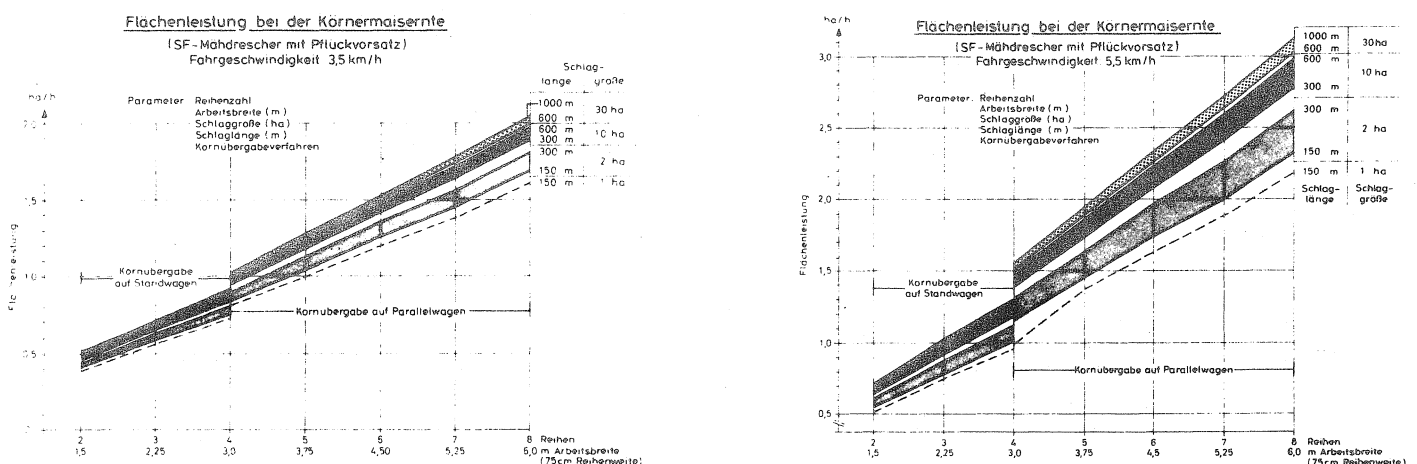 Flächenleistung bei der Körnermaisernte
(SF-Mähdrescher mit Pflückvorsatz)
Fahrgeschwindigkeit 3,5 km/h
Schlag-
länge größe
ha/h
Parameter: Reihenzahl
Arbeitsbreite (m)
Schlaggröße (ha)
Schlaglänge (m)
Kornübergabeverfahren
1000 m
600 m 30 ha
600 m
300 m 10 ha
300 m
2 ha
150 m
150 m 1 ha
2,0
1,5
1,0
0,5
0
Kornübergabe
auf Standwagen
Kornübergabe auf Parallelwagen
2 3 4 5 6 7 8 Reihen
1,5 2,25 3,0 3,75 4,50 5,25 6,0 m Arbeitsbreite
(75cm Reihenweite)
Flächenleistung bei der Körnermaisernte
(SF-Mähdrescher mit Pflückvorsatz)
Fahrgeschwindigkeit 5,5 km/h
ha/h
Parameter: Reihenzahl
Arbeitsbreite (m)
Schlaggröße (ha)
Schlaglänge (m)
Kornübergabeverfahren
1000 m
600 m 30 ha
600 m
10 ha
300 m
300 m
2 ha
150 m
150 m 1 ha
Schlag- Schlag-
länge größe
3,0
2,5
2,0
1,5
1,0
0,5
Flächenleistung
Kornübergabe
auf Standwagen
Kornübergabe auf Parallelwagen
2 3 4 5 6 7 8 Reihen
1,5 2,25 3,0 3,75 4,5 5,25 6,0 m Arbeitsbreite
(75cm Reihenweite)